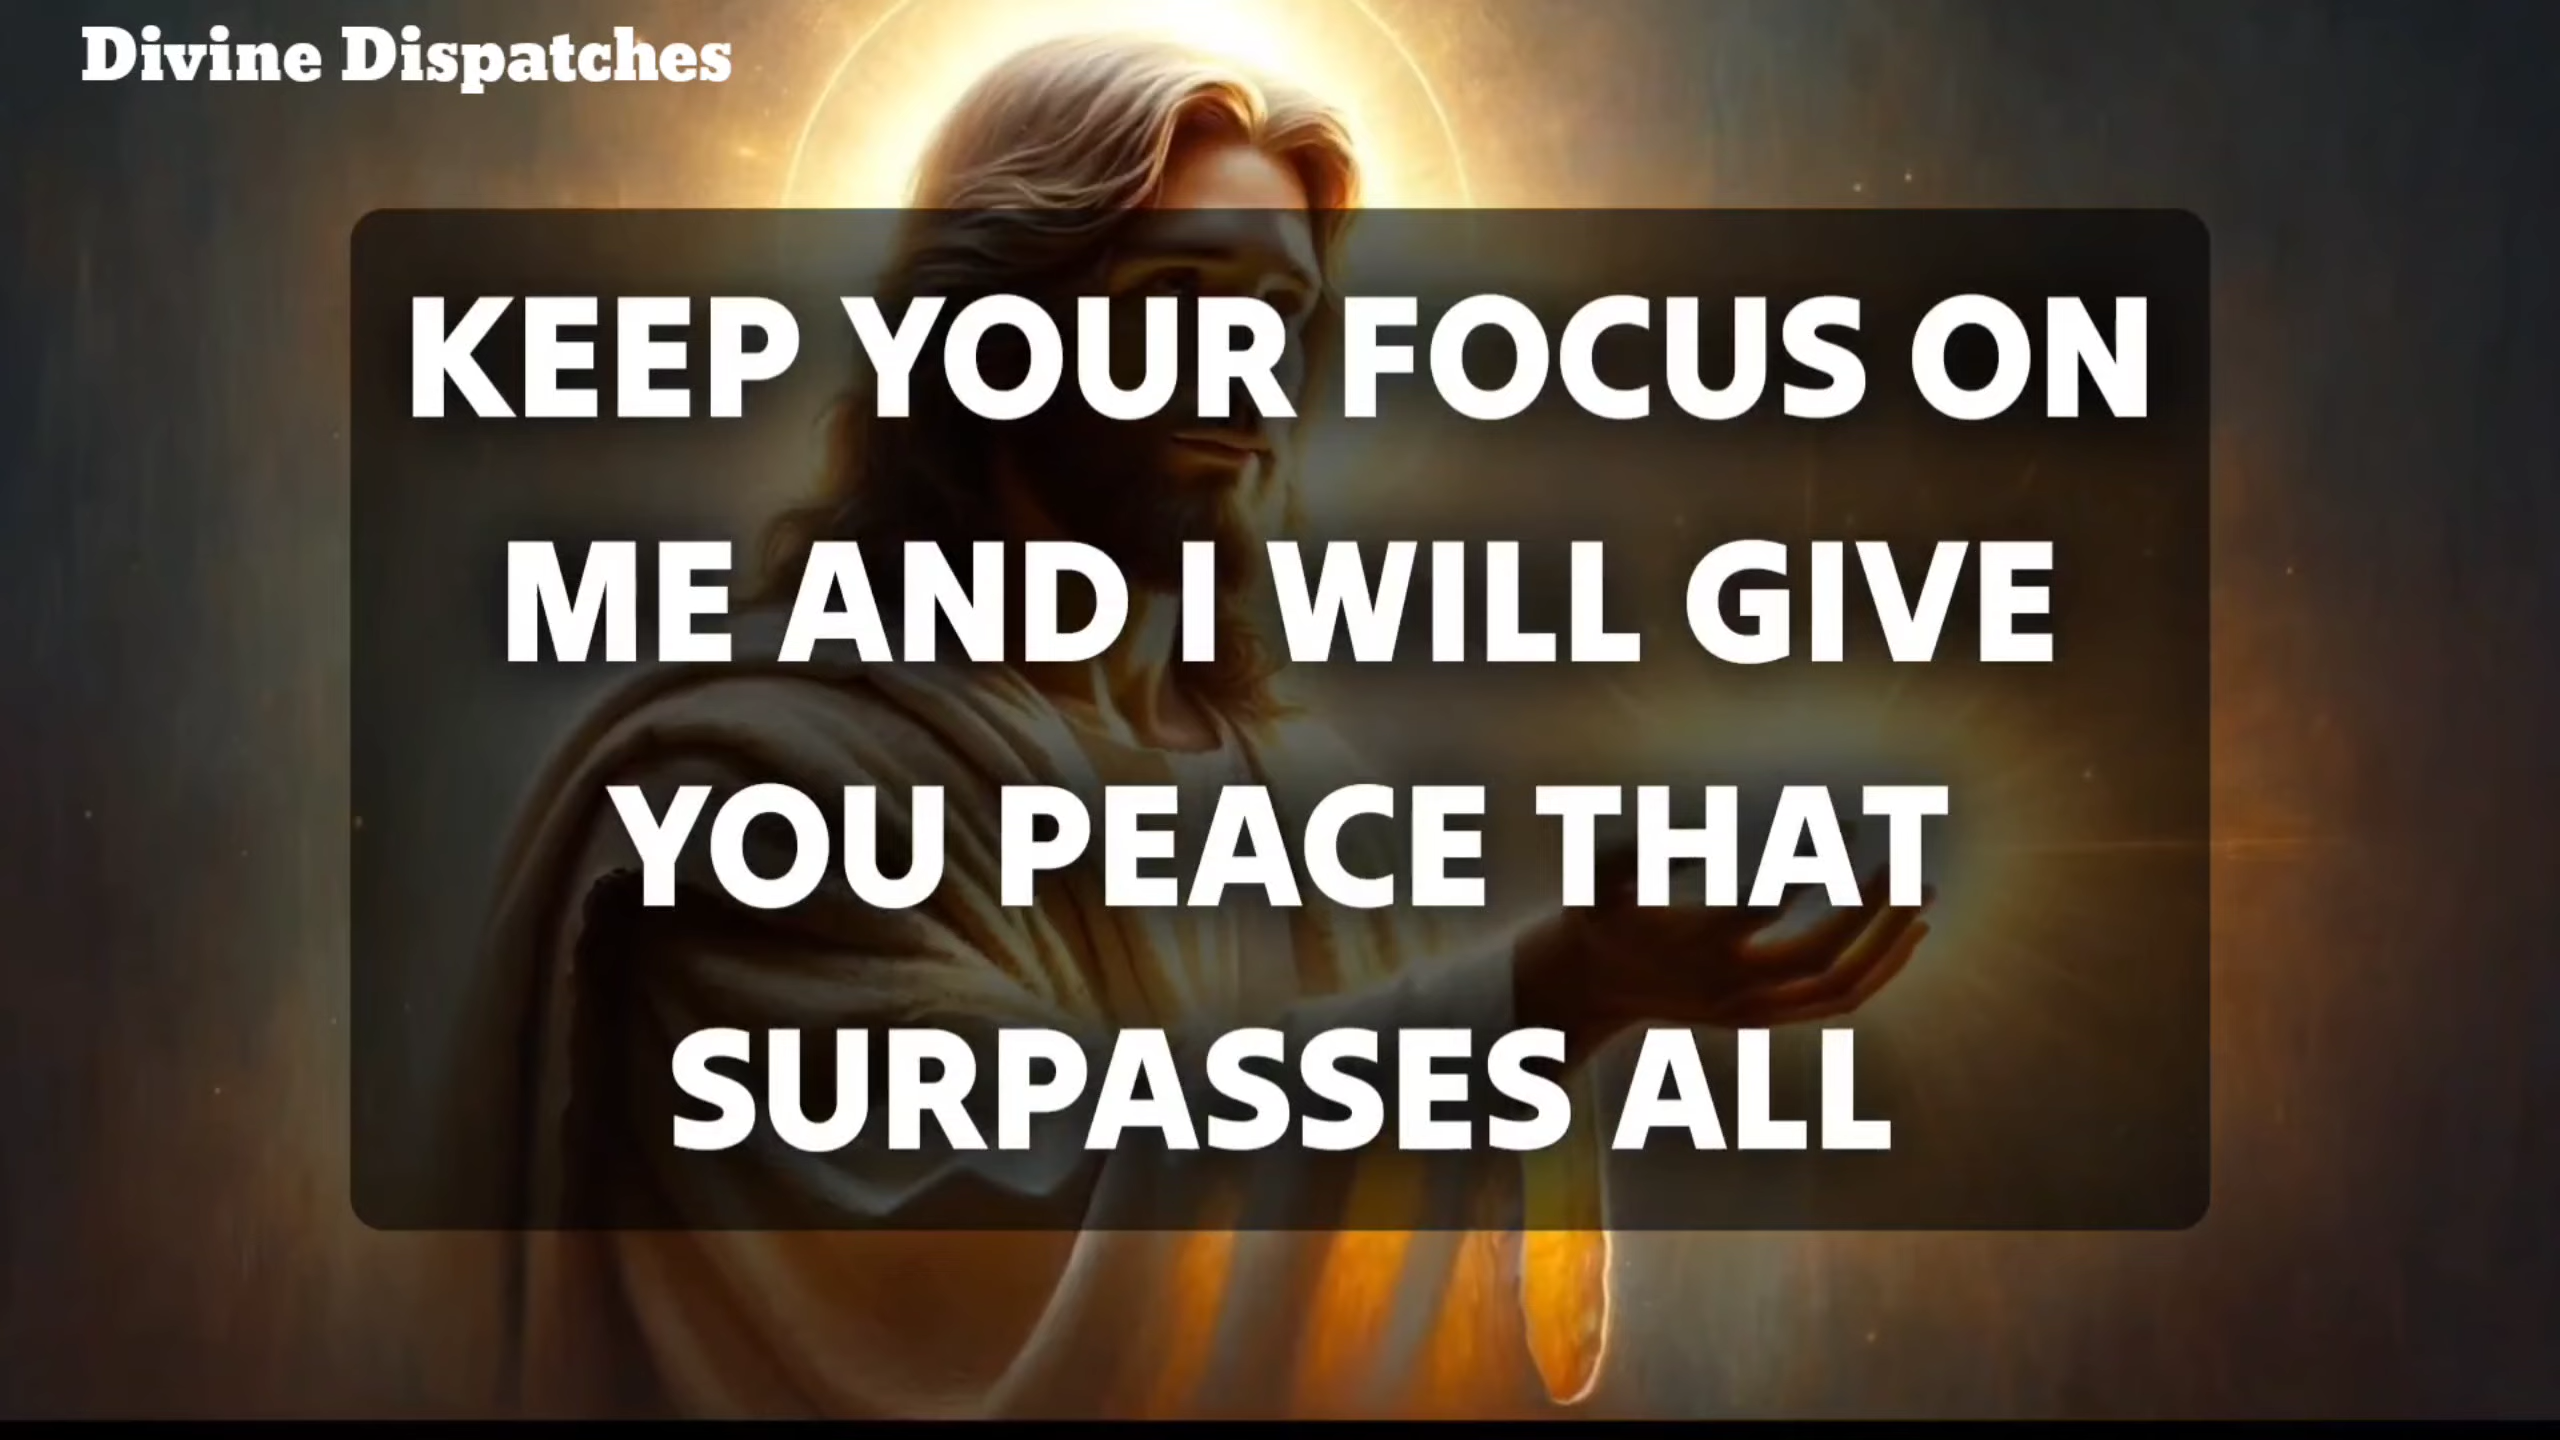 Divine Dispatches
KEEP YOUR FOCUS ON
ME AND I WILL GIVE
YOU PEACE THAT
SURPASSES ALL